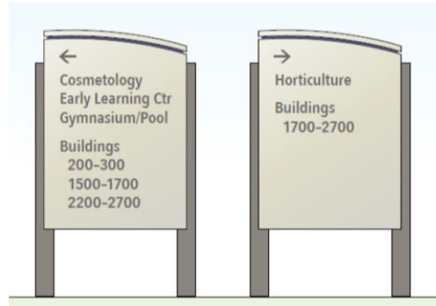 ←
Cosmetology
Early Learning Ctr
Gymnasium/Pool
Buildings
200-300
1500-1700
2200-2700
→
Horticulture
Buildings
1700-2700